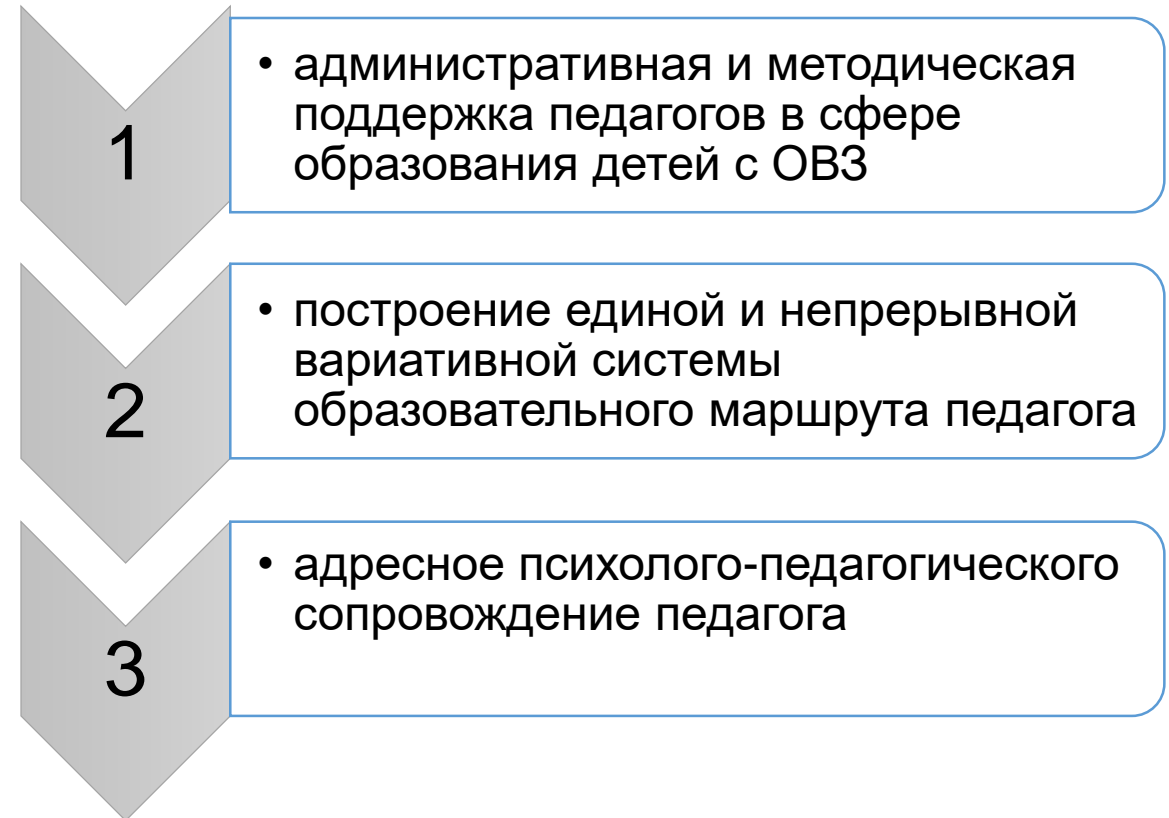 1
• административная и методическая
поддержка педагогов в сфере
образования детей с ОВЗ
2
• построение единой и непрерывной
вариативной системы
образовательного маршрута педагога
3
• адресное психолого-педагогического
сопровождение педагога